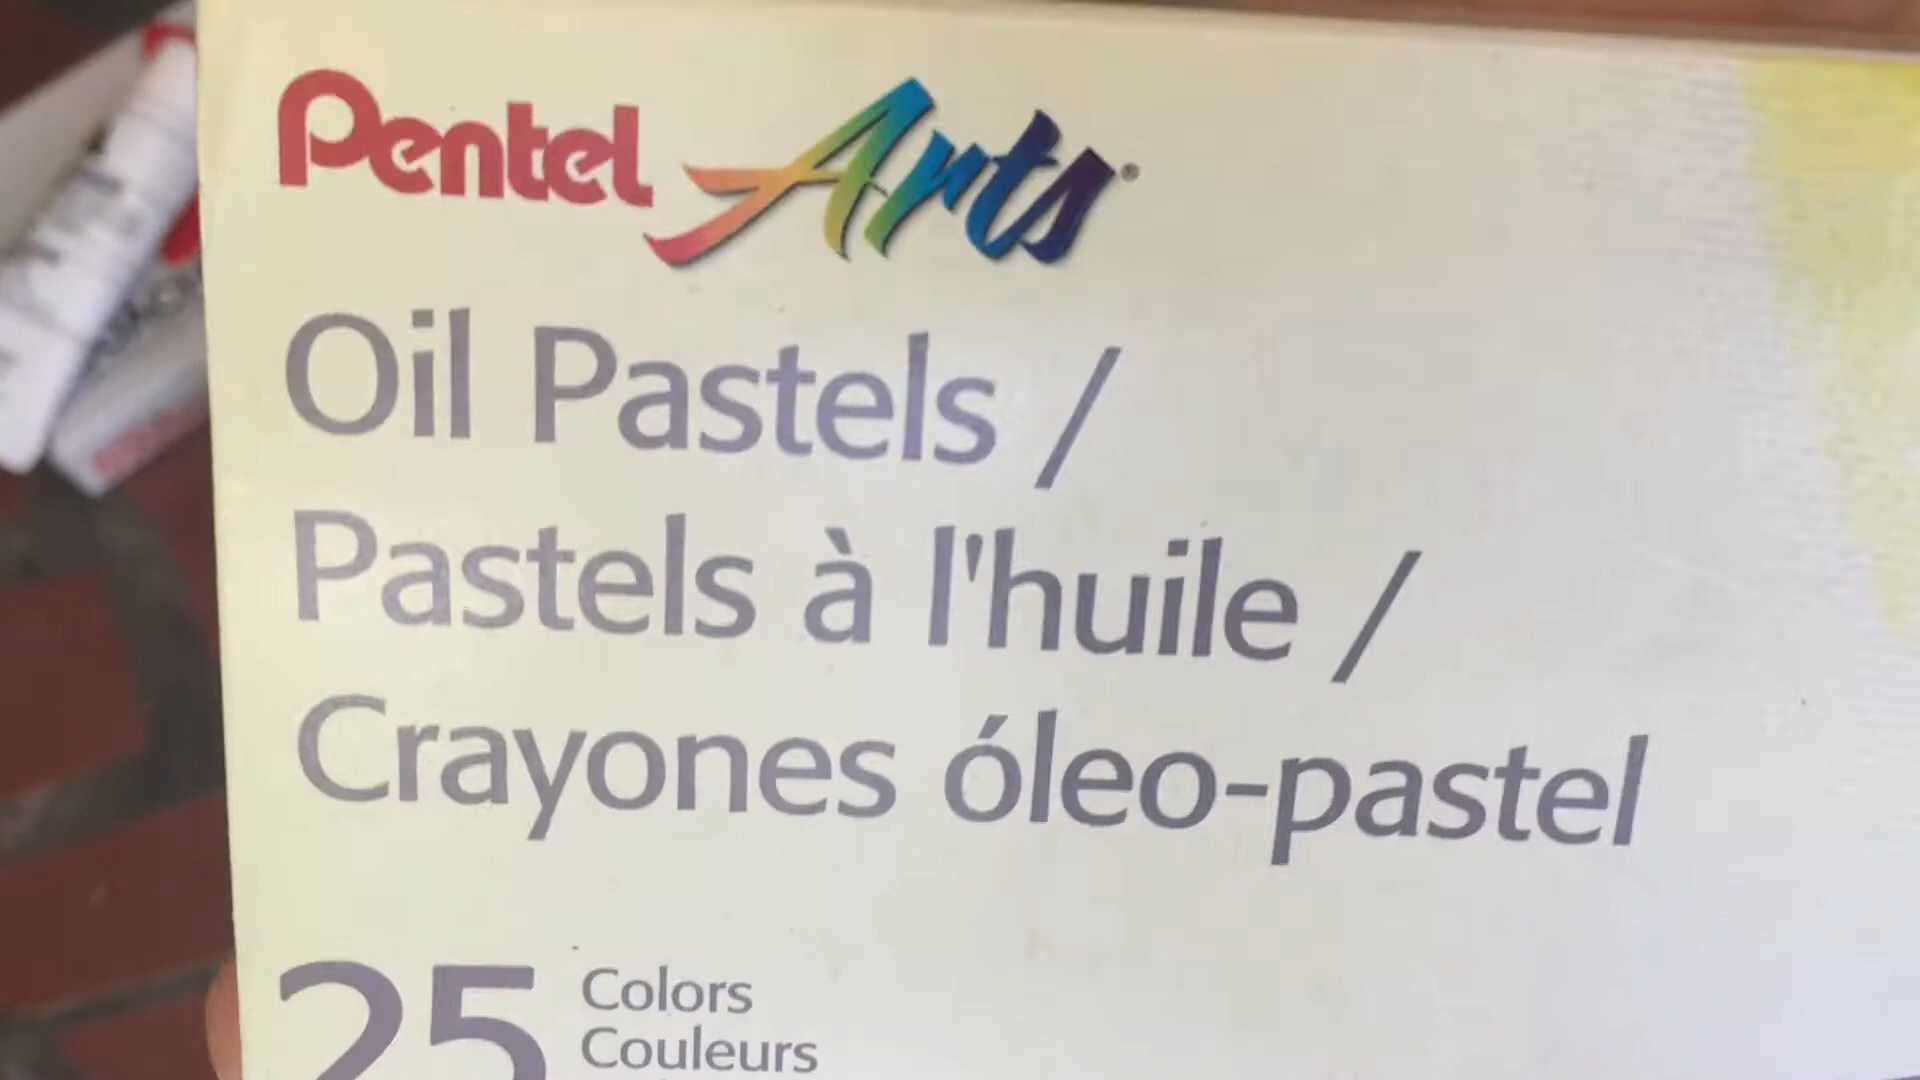 Pentel Arts®
Oil Pastels /
Pastels à l'huile /
Crayones óleo-pastel
25 Colors
Couleurs